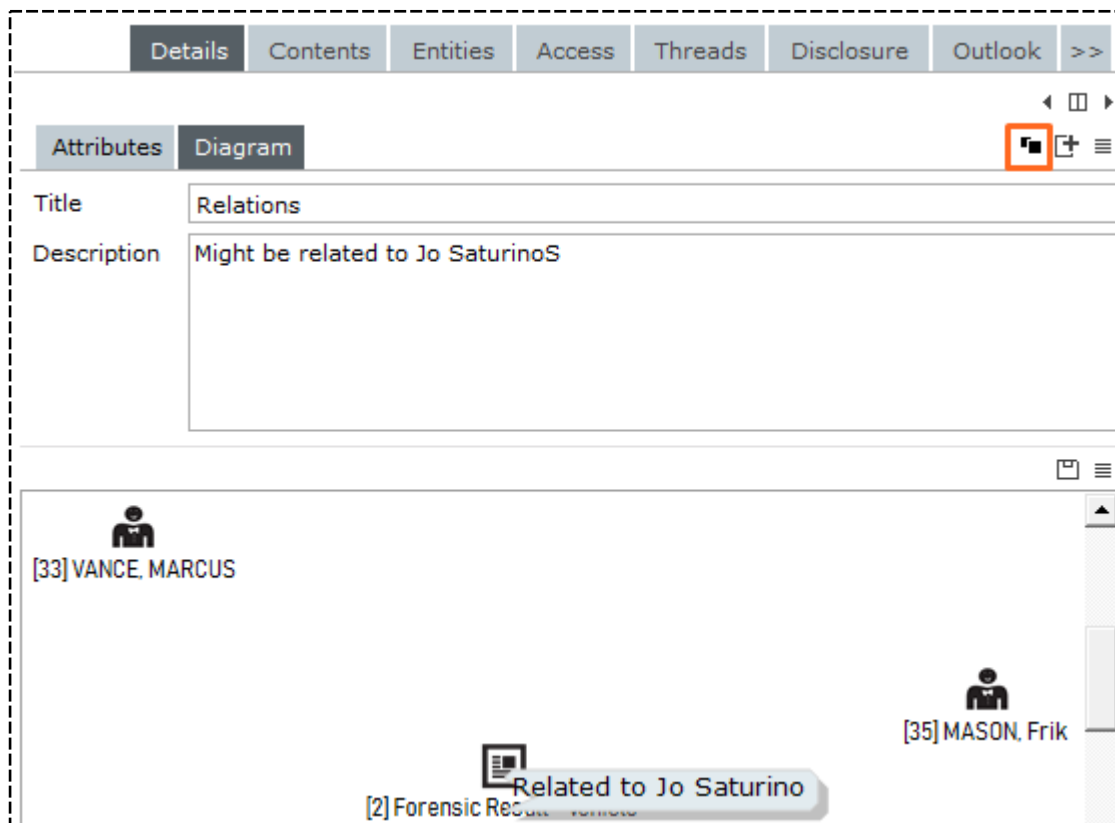 Details Contents Entities Access Threads Disclosure Outlook >>
Attributes Diagram
Title Relations
Description Might be related to Jo SaturinoS
[33] VANCE, MARCUS
[35] MASON, Frik
Related to Jo Saturino
[2] Forensic